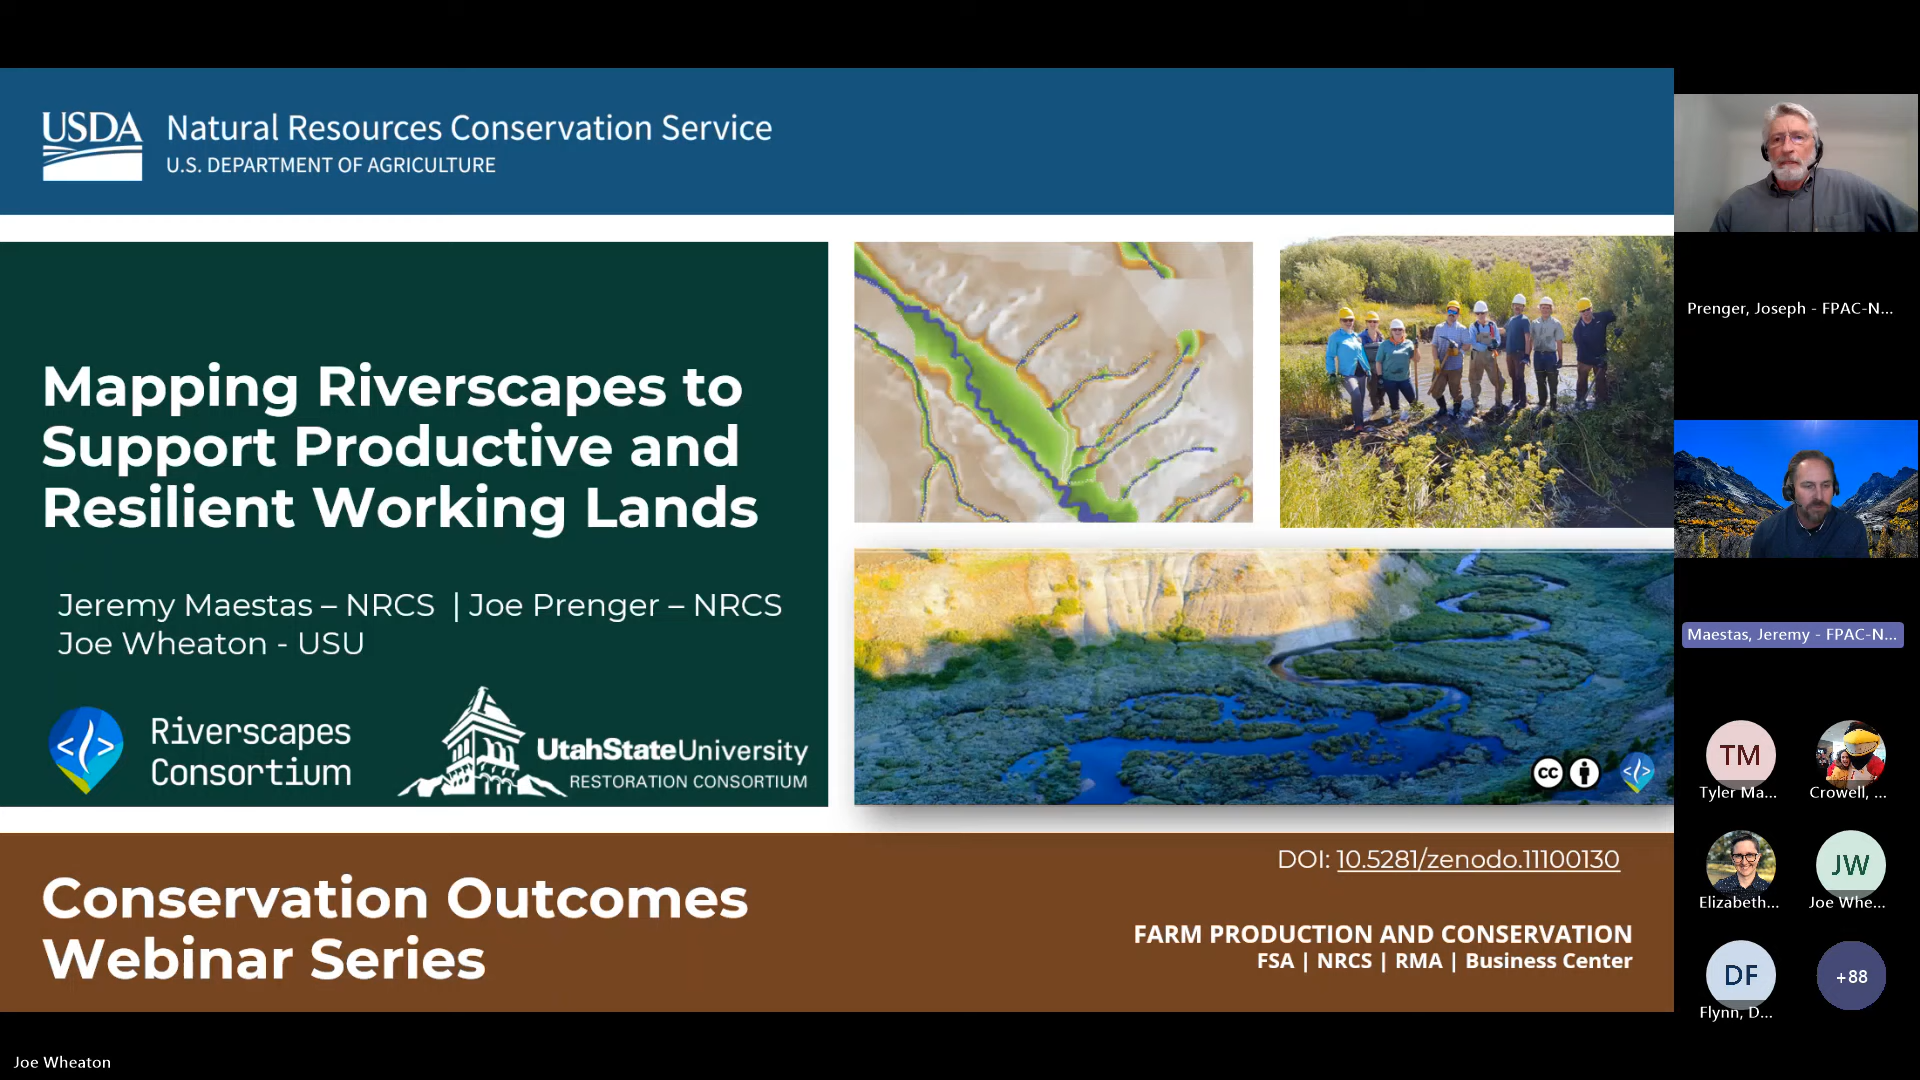 USDA
Natural Resources Conservation Service
U.S. DEPARTMENT OF AGRICULTURE
Mapping Riverscapes to
Support Productive and
Resilient Working Lands
Jeremy Maestas – NRCS | Joe Prenger – NRCS
Joe Wheaton - USU
Riverscapes
Consortium
UtahStateUniversity
RESTORATION CONSORTIUM
cc
Conservation Outcomes
Webinar Series
DOI: 10.5281/zenodo.11100130
FARM PRODUCTION AND CONSERVATION
FSA | NRCS | RMA | Business Center
Prenger, Joseph - FPAC-N...
Maestas, Jeremy - FPAC-N...
TM
Tyler Ma...
Crowell, ...
Elizabeth...
JW
Joe Whe...
DF
Flynn, D...
+88
Joe Wheaton